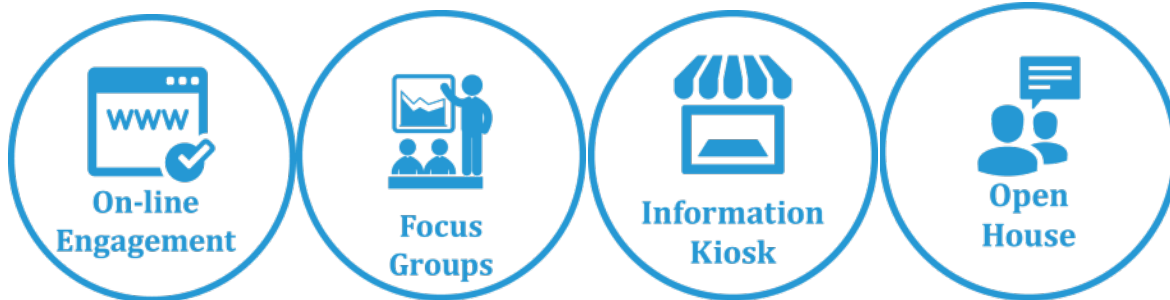 WWW
On-line
Engagement
Focus
Groups
Information
Kiosk
Open
House